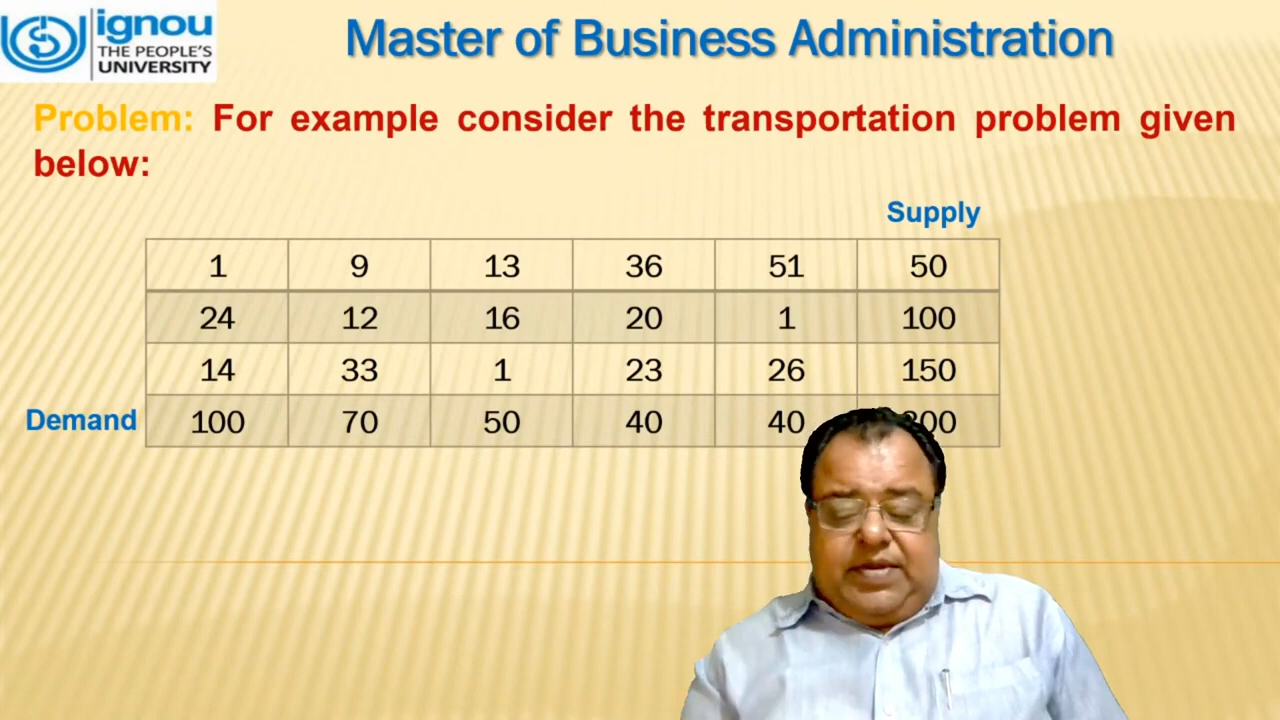 ignou
THE PEOPLE'S
UNIVERSITY
Master of Business Administration
Problem: For example consider the transportation problem given
below:
Supply
1 9 13 36 51 50
24 12 16 20 1 100
14 33 1 23 26 150
Demand 100 70 50 40 40